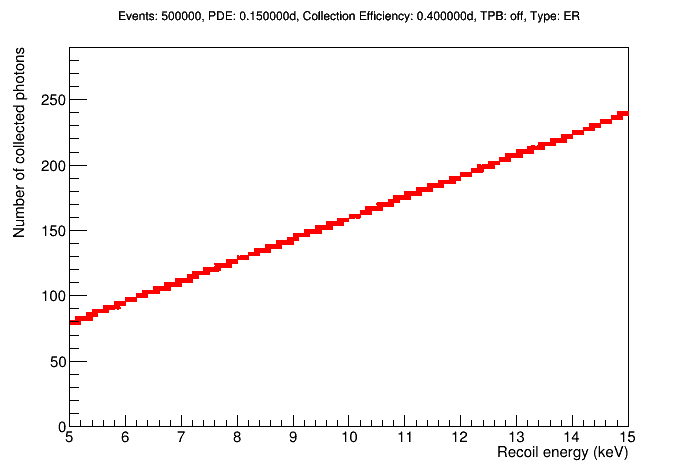 Events: 500000, PDE: 0.150000d, Collection Efficiency: 0.400000d, TPB: off, Type: ER
Number of collected photons
250
200
150
100
50
0
5 6 7 8 9 10 11 12 13 14 15
Recoil energy (keV)